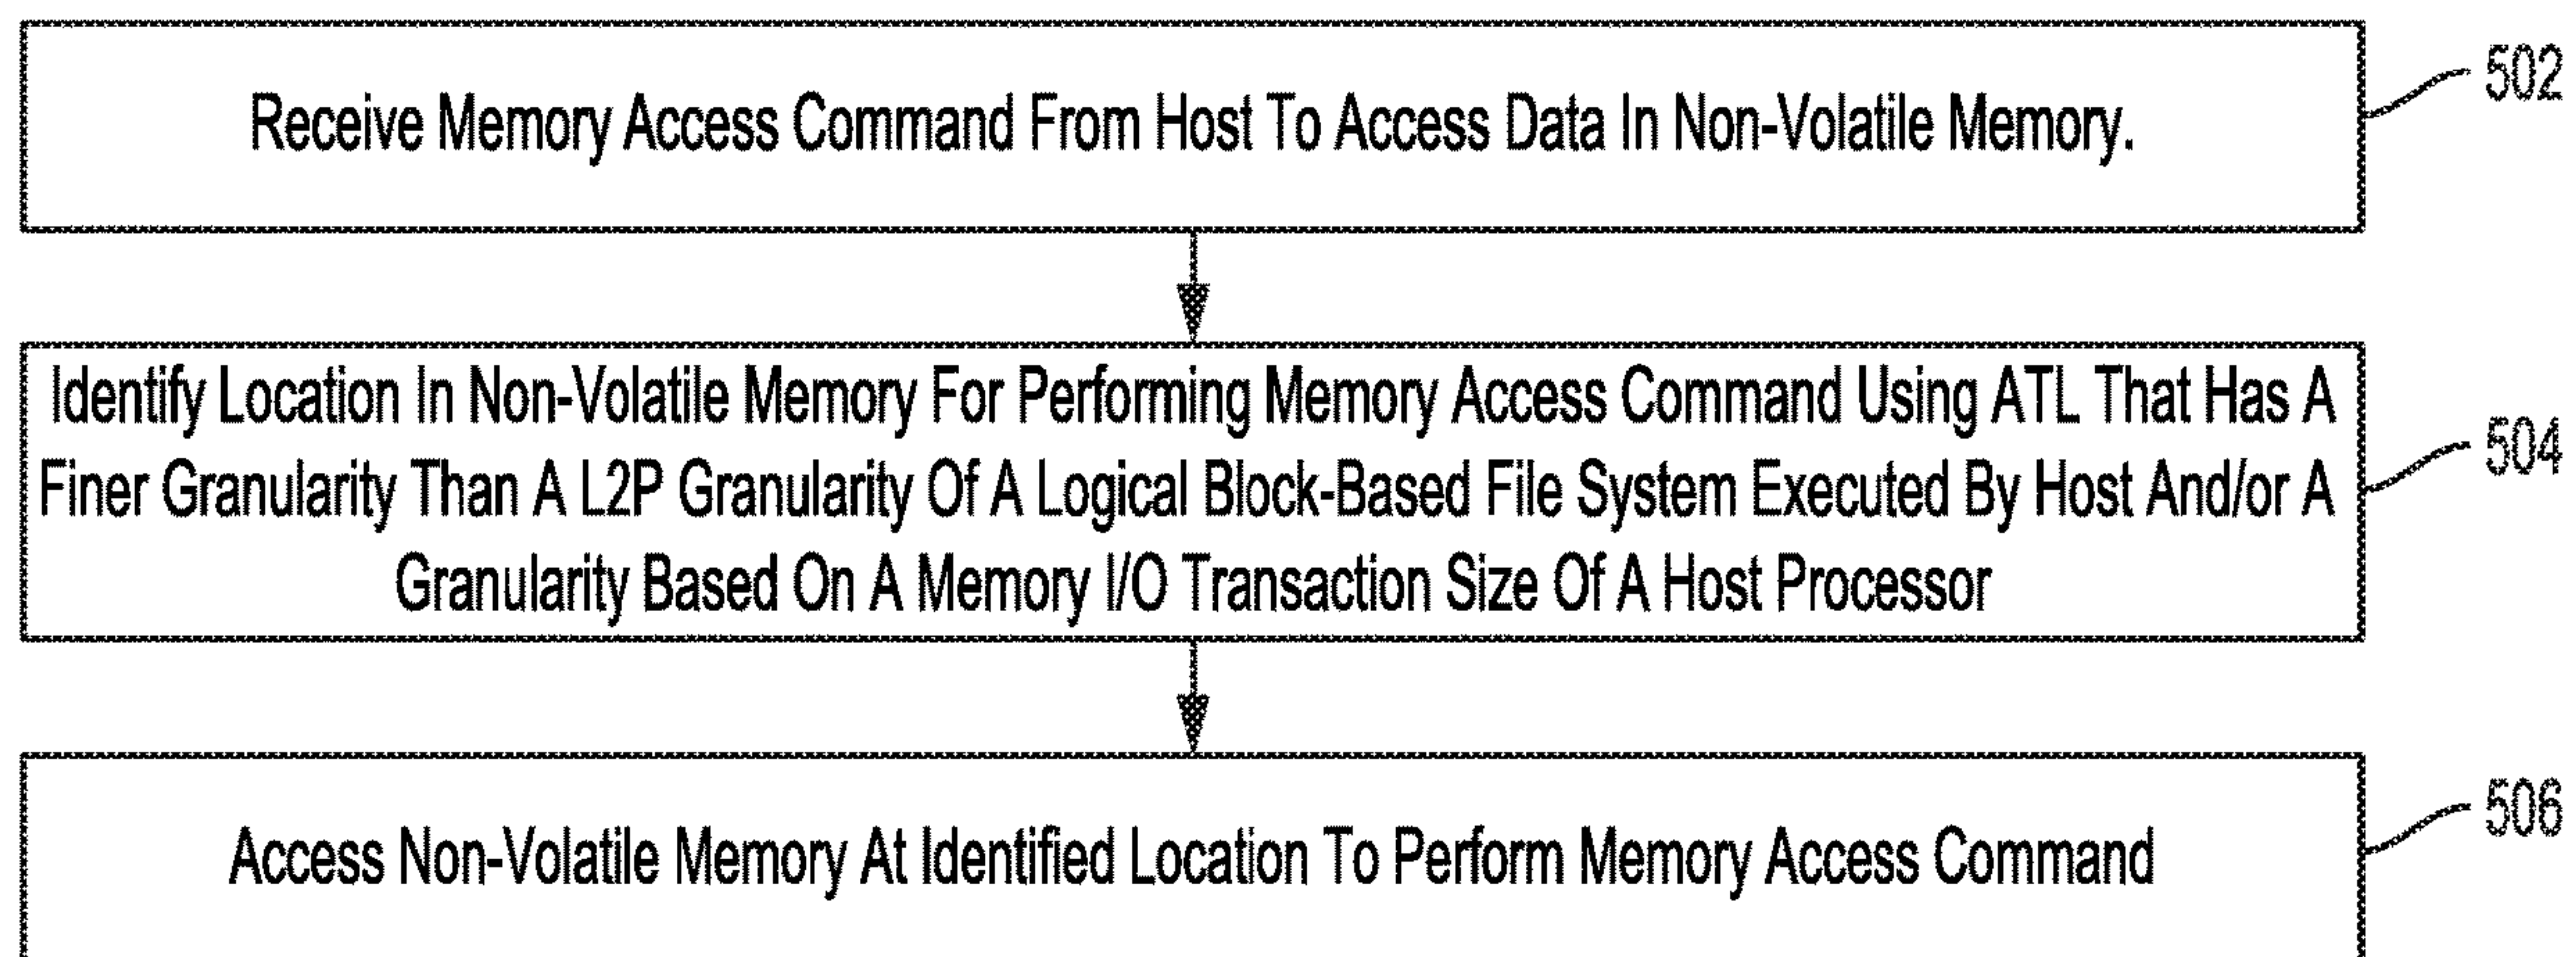 Receive Memory Access Command From Host To Access Data In Non-Volatile Memory.
502
Identify Location In Non-Volatile Memory For Performing Memory Access Command Using ATL That Has A
Finer Granularity Than A L2P Granularity Of A Logical Block-Based File System Executed By Host And/or A
Granularity Based On A Memory I/O Transaction Size Of A Host Processor
504
Access Non-Volatile Memory At Identified Location To Perform Memory Access Command
506